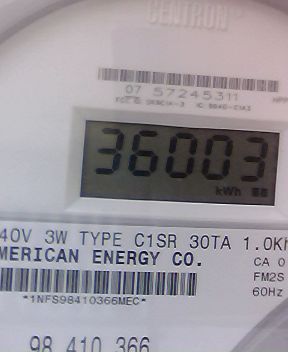 CENTRON
07 57245311
36003
kWh
40V 3W TYPE C1SR 30TA 1.0Kh
MERICAN ENERGY CO.
CA 0
FM2S
60Hz
*1NFS98410366MEC*
98 410 366